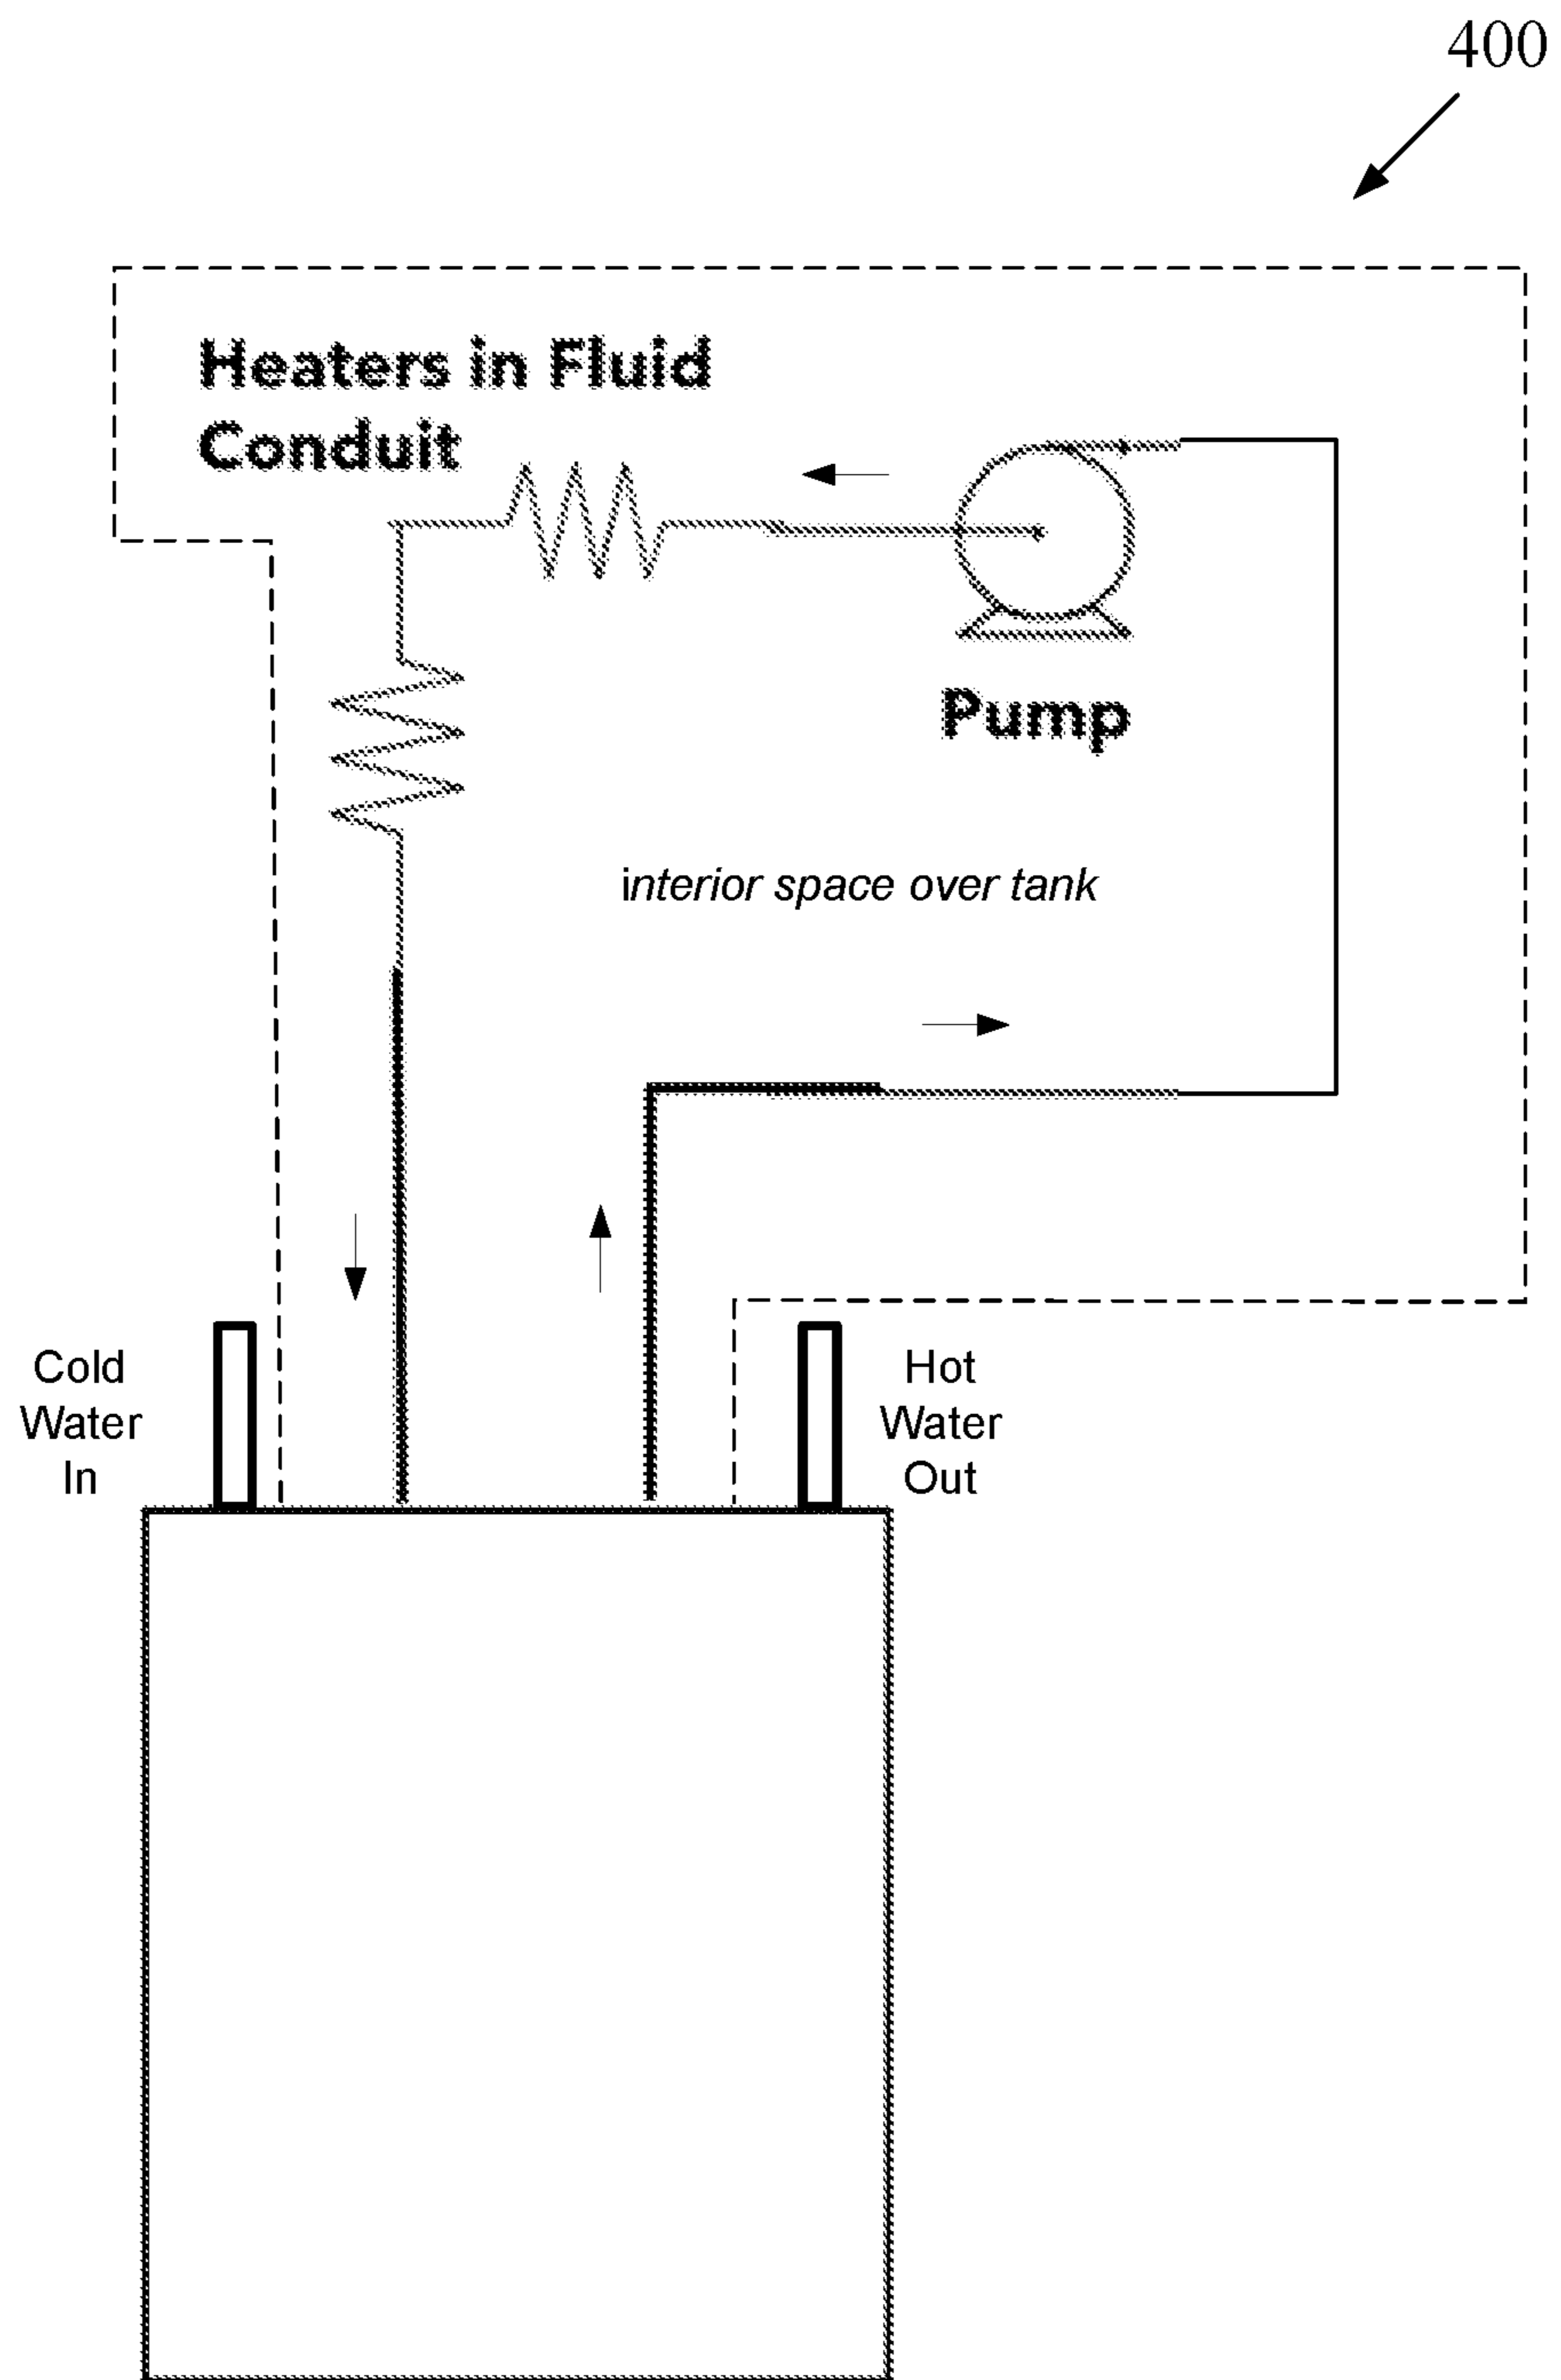 400
Heaters in Fluid
Conduit
Pump
interior space over tank
Cold
Water
In
Hot
Water
Out